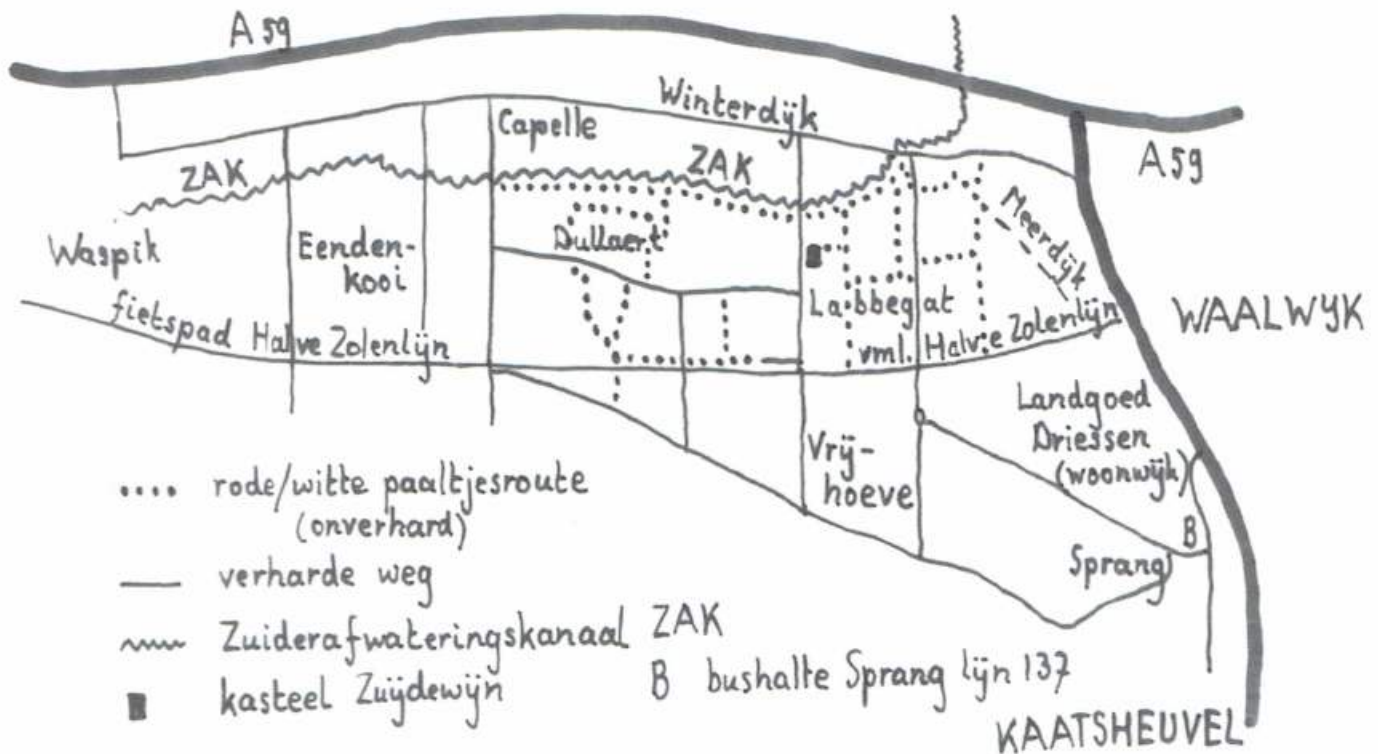 A 59
Winterdijk
Capelle
ZAK
ZAK
A 59
Meerdijk
Waspik
Eenden-
kooi
Dullaert
Labbegat
WAALWIJK
fietspad Halve Zolenlijn
vml. Halve Zolenlijn
Landgoed
Driessen
(woonwijk)
Vrij-
hoeve
B
Sprang
.... rode/witte paaltjesroute
(onverhard)
verharde weg
Zuiderafwateringskanaal ZAK
kasteel Zuijdewijn
B bushalte Sprang lijn 137
KAATSHEUVEL